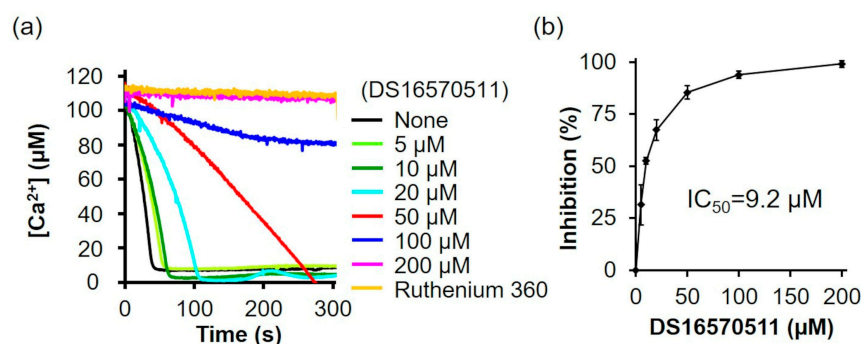 (a)
120
100
80
60
40
20
0
[Ca²⁺] (µM)
0
100
200
300
Time (s)
(DS16570511)
None
5 µM
10 µM
20 µM
50 µM
100 µM
200 µM
Ruthenium 360
(b)
100
75
50
25
0
Inhibition (%)
IC₅₀=9.2 µM
0
50
100
150
200
DS16570511 (µM)